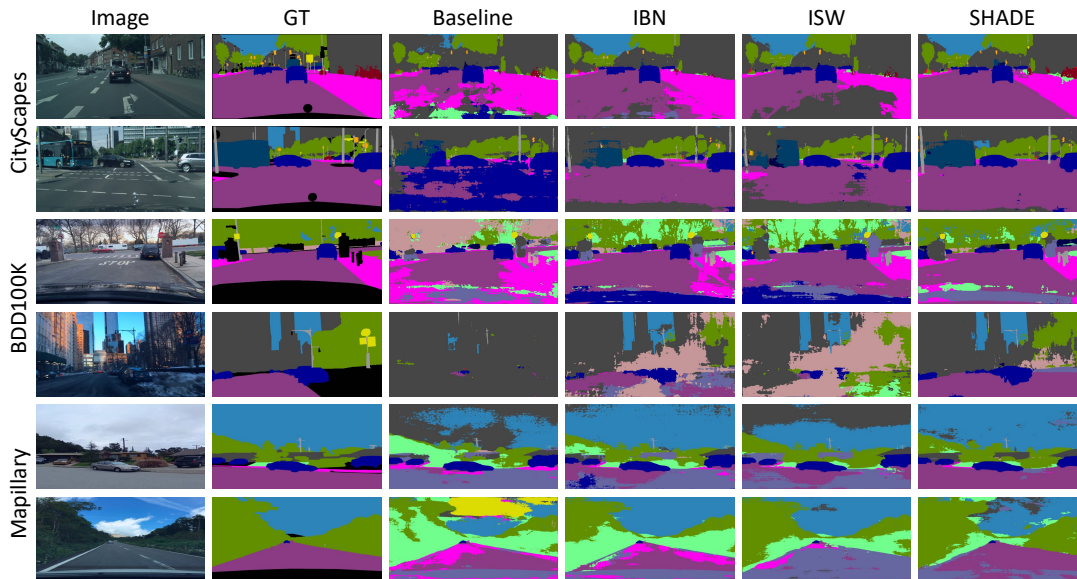 Image GT Baseline IBN ISW SHADE
CityScapes
BDD100K
STOP
Mapillary